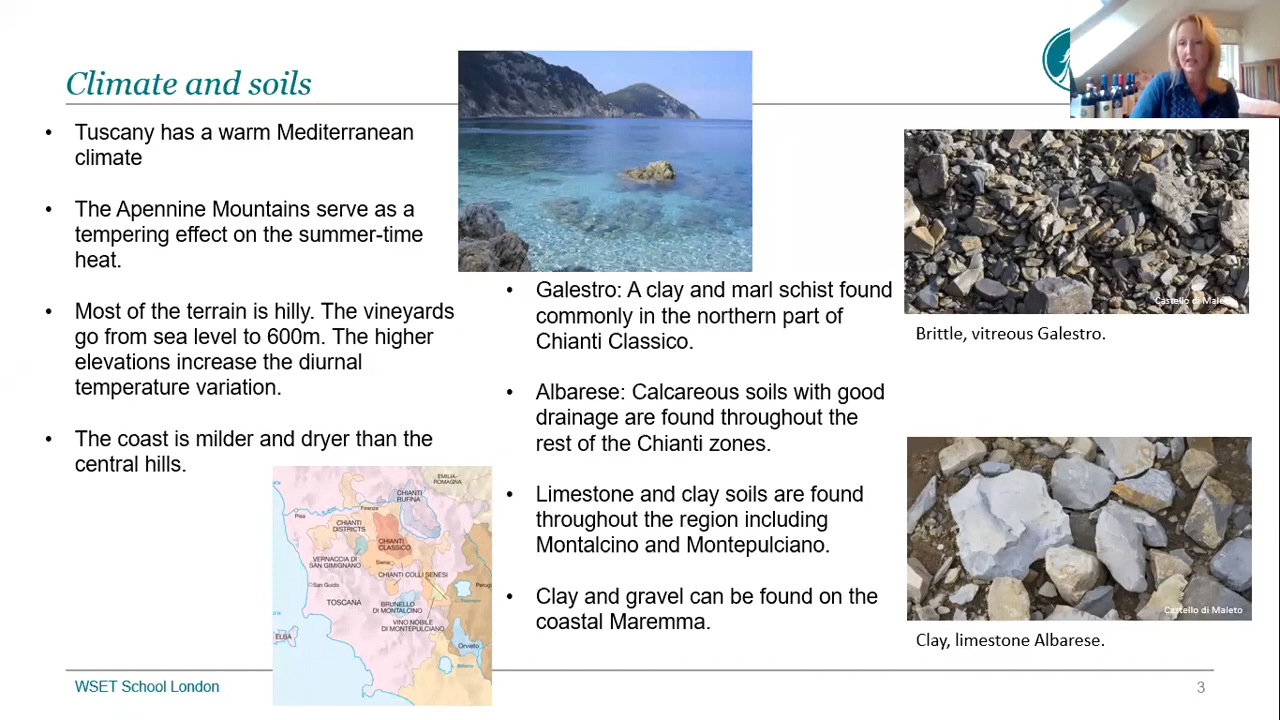 Climate and soils
• Tuscany has a warm Mediterranean
climate
• The Apennine Mountains serve as a
tempering effect on the summer-time
heat.
• Most of the terrain is hilly. The vineyards
go from sea level to 600m. The higher
elevations increase the diurnal
temperature variation.
• The coast is milder and dryer than the
central hills.
EMILIA-
ROMAGNA
CHIANTI
RUFINA
Firenze
Pisa
CHIANTI
DISTRICTS
CHIANTI
CLASSICO
VERNACCIA DI
SAN GIMIGNANO
Siena
CHIANTI COLLI SENESI
San Guido
TOSCANA
BRUNELLO
DI MONTALCINO
VINO NOBILE
DI MONTEPULCIANO
ELBA
Orvieto
• Galestro: A clay and marl schist found
commonly in the northern part of
Chianti Classico.
• Albarese: Calcareous soils with good
drainage are found throughout the
rest of the Chianti zones.
• Limestone and clay soils are found
throughout the region including
Montalcino and Montepulciano.
• Clay and gravel can be found on the
coastal Maremma.
Castello di Maleto
Brittle, vitreous Galestro.
Castello di Maleto
Clay, limestone Albarese.
WSET School London
3